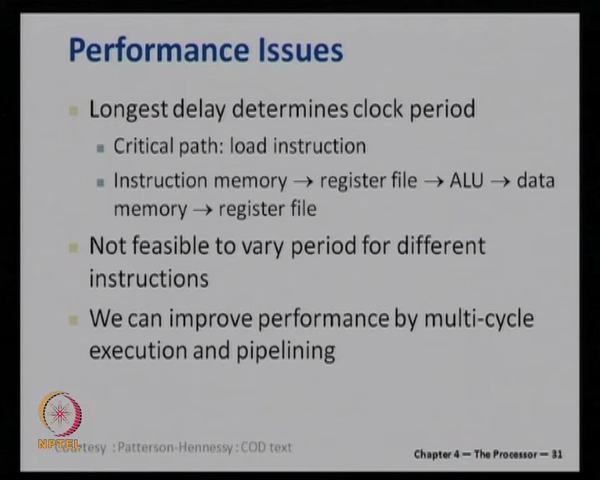 Performance Issues
Longest delay determines clock period
Critical path: load instruction
Instruction memory → register file → ALU → data
memory → register file
Not feasible to vary period for different
instructions
We can improve performance by multi-cycle
execution and pipelining
NPTEL
Courtesy : Patterson-Hennessy : COD text
Chapter 4 — The Processor — 31